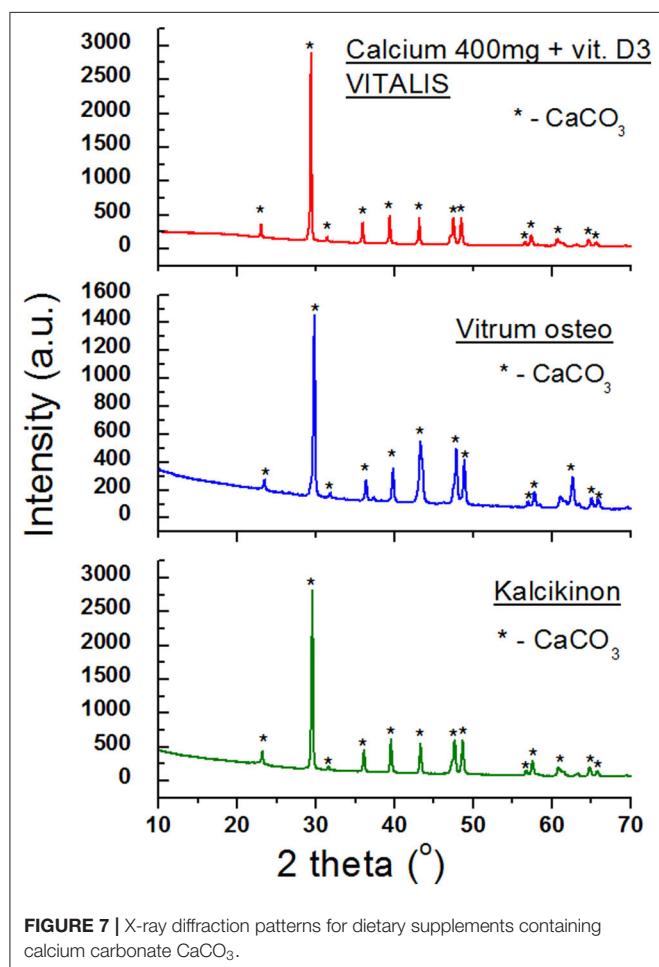 3000
2500
2000
1500
1000
500
0
Calcium 400mg + vit. D3
VITALIS
* - CaCO3
* * * * * * * * * * * * * *
1600
1400
1200
1000
800
600
400
200
0
Vitrum osteo
* - CaCO3
* * * * * * * * * * * * * *
3000
2500
2000
1500
1000
500
0
Kalcikinon
* - CaCO3
* * * * * * * * * * * * * *
Intensity (a.u.)
10 20 30 40 50 60 70
2 theta (°)
FIGURE 7 | X-ray diffraction patterns for dietary supplements containing
calcium carbonate CaCO3.